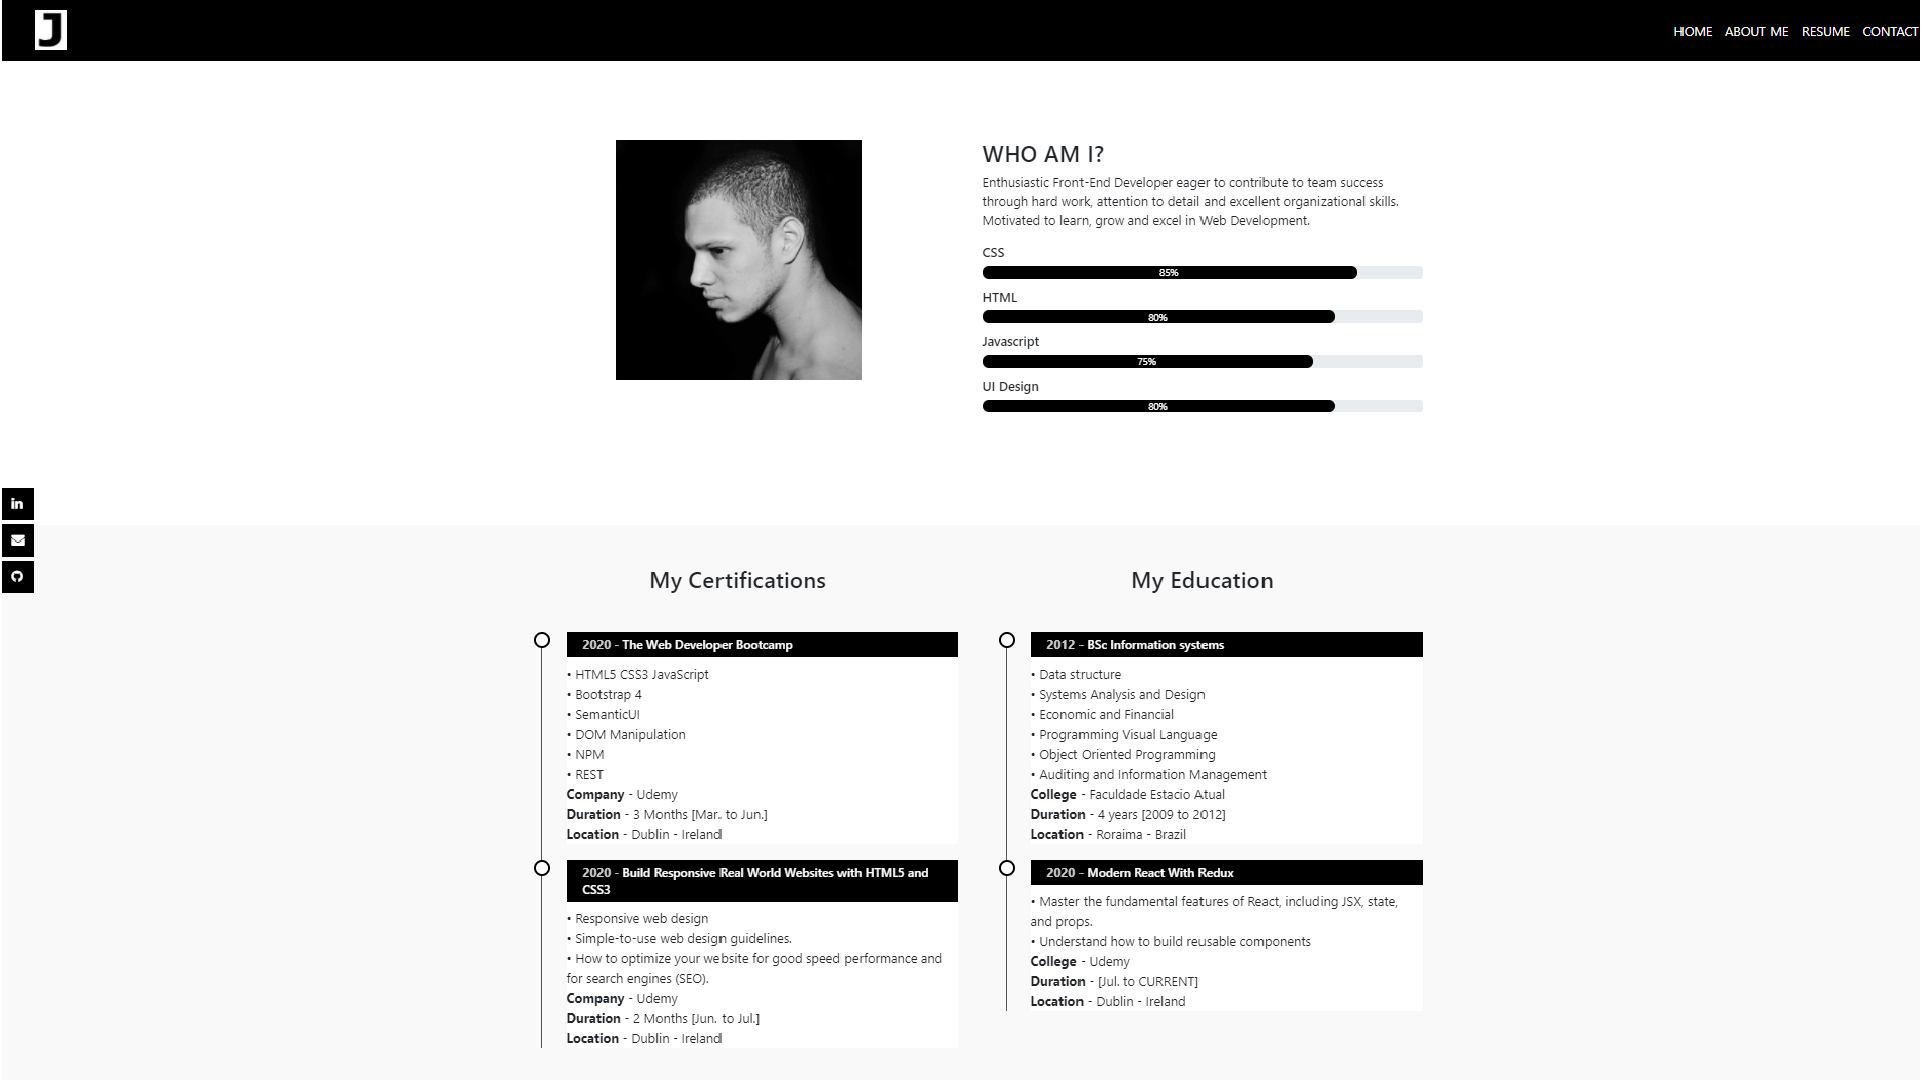 J
HOME ABOUT ME RESUME CONTACT
WHO AM I?
Enthusiastic Front-End Developer eager to contribute to team success
through hard work, attention to detail and excellent organizational skills.
Motivated to learn, grow and excel in Web Development.
CSS
85%
HTML
80%
Javascript
75%
UI Design
80%
in
My Certifications
2020 - The Web Developer Bootcamp
• HTML5 CSS3 JavaScript
• Bootstrap 4
• SemanticUI
• DOM Manipulation
• NPM
• REST
Company - Udemy
Duration - 3 Months [Mar.. to Jun.]
Location - Dublin - Ireland
2020 - Build Responsive Real World Websites with HTML5 and
CSS3
• Responsive web design
• Simple-to-use web design guidelines.
• How to optimize your website for good speed performance and
for search engines (SEO).
Company - Udemy
Duration - 2 Months [Jun. to Jul.]
Location - Dublin - Ireland
My Education
2012 - BSc Information systems
• Data structure
• Systems Analysis and Design
• Economic and Financial
• Programming Visual Language
• Object Oriented Programming
• Auditing and Information Management
College - Faculdade Estacio Atual
Duration - 4 years [2009 to 2012]
Location - Roraima - Brazil
2020 - Modern React With Redux
• Master the fundamental features of React, including JSX, state,
and props.
• Understand how to build reusable components
College - Udemy
Duration - [Jul. to CURRENT]
Location - Dublin - Ireland